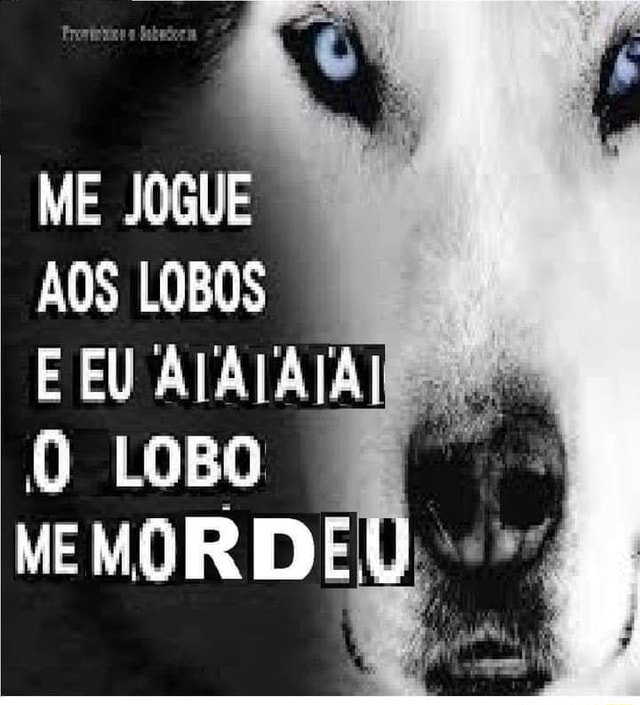 Provérbios e Sabedoria
ME JOGUE
AOS LOBOS
E EU AIAIAIAI
O LOBO
ME MORDEU